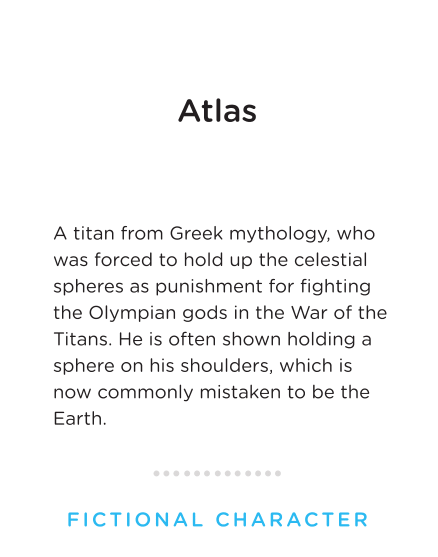 Atlas
A titan from Greek mythology, who
was forced to hold up the celestial
spheres as punishment for fighting
the Olympian gods in the War of the
Titans. He is often shown holding a
sphere on his shoulders, which is
now commonly mistaken to be the
Earth.
FICTIONAL CHARACTER